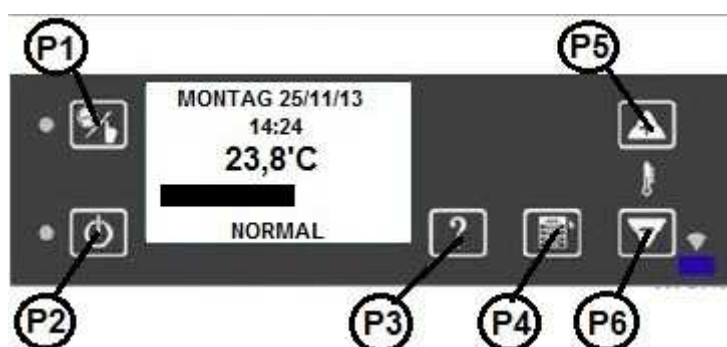 P1
P5
MONTAG 25/11/13
14:24
23,8'C
NORMAL
?
P2
P3
P4
P6